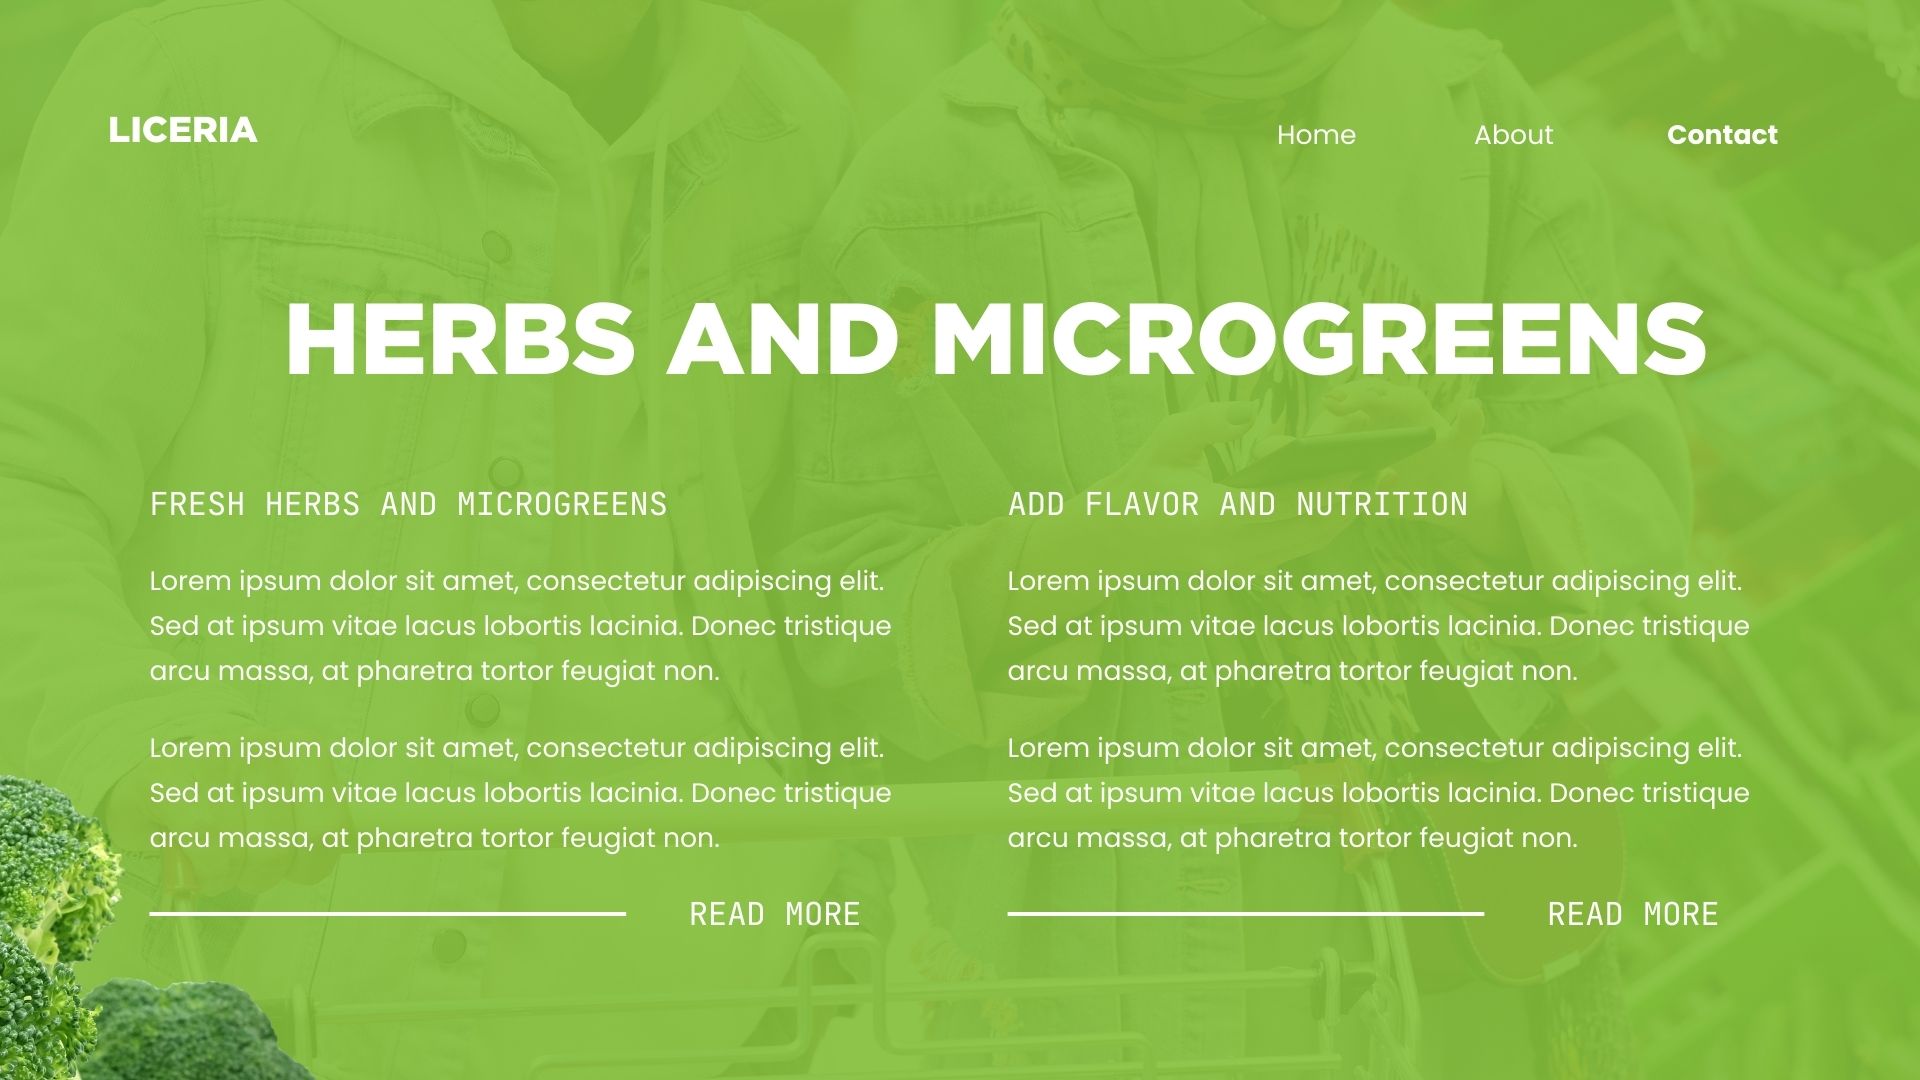 LICERIA
Home About Contact
HERBS AND MICROGREENS
FRESH HERBS AND MICROGREENS
Lorem ipsum dolor sit amet, consectetur adipiscing elit.
Sed at ipsum vitae lacus lobortis lacinia. Donec tristique
arcu massa, at pharetra tortor feugiat non.
Lorem ipsum dolor sit amet, consectetur adipiscing elit.
Sed at ipsum vitae lacus lobortis lacinia. Donec tristique
arcu massa, at pharetra tortor feugiat non.
READ MORE
ADD FLAVOR AND NUTRITION
Lorem ipsum dolor sit amet, consectetur adipiscing elit.
Sed at ipsum vitae lacus lobortis lacinia. Donec tristique
arcu massa, at pharetra tortor feugiat non.
Lorem ipsum dolor sit amet, consectetur adipiscing elit.
Sed at ipsum vitae lacus lobortis lacinia. Donec tristique
arcu massa, at pharetra tortor feugiat non.
READ MORE